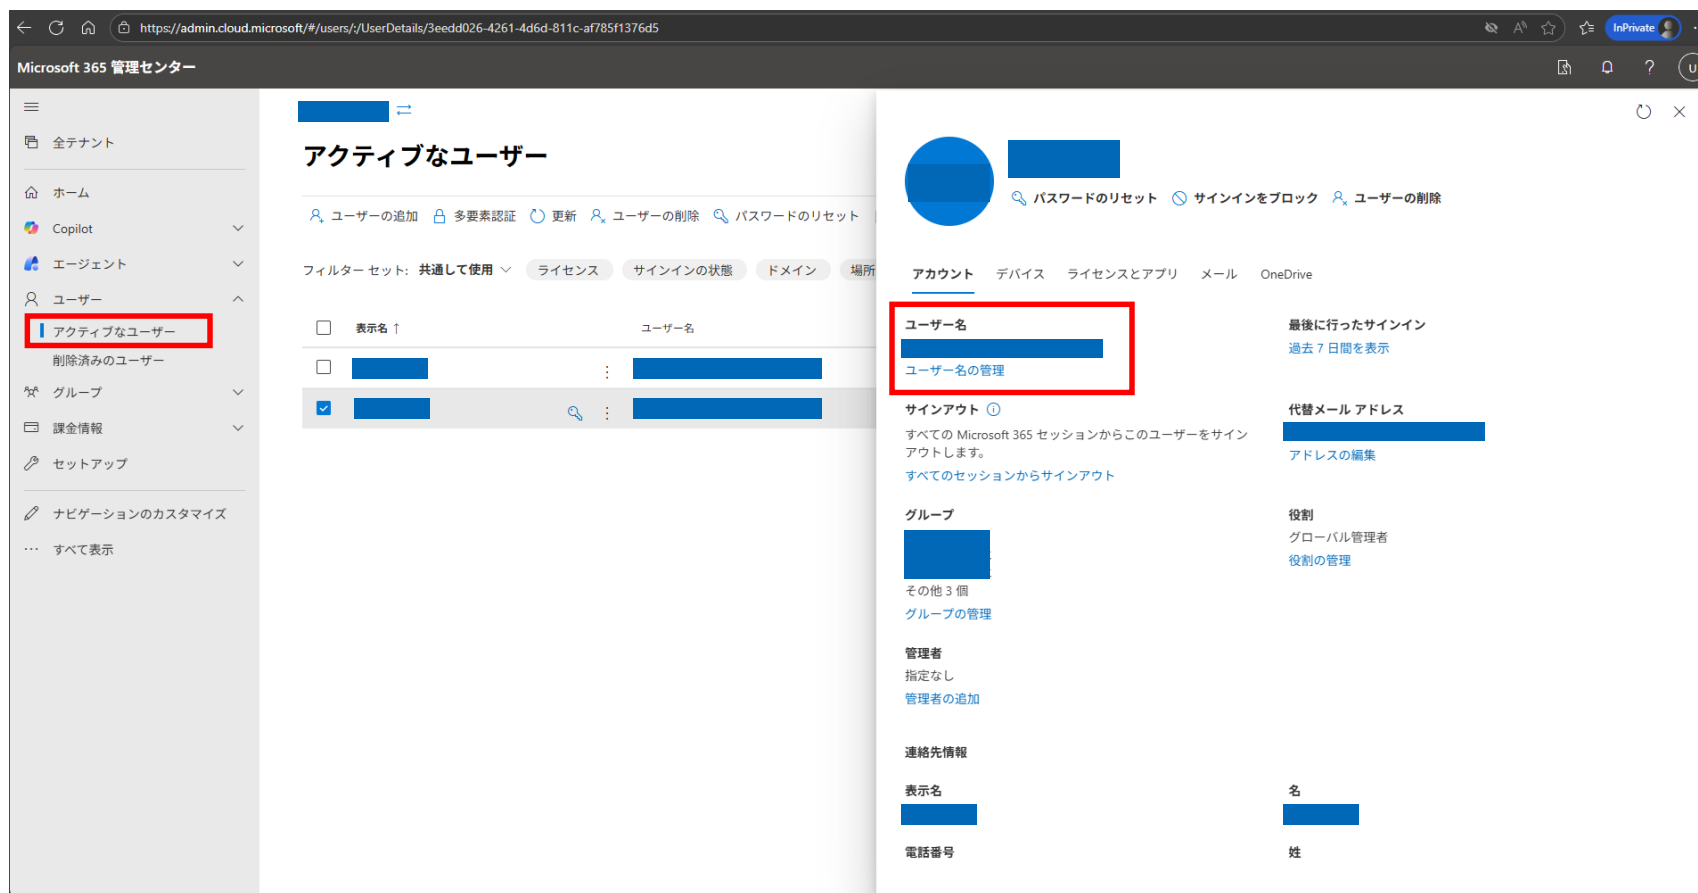 https://admin.cloud.microsoft/#/users/:/UserDetails/3eedd026-4261-4d6d-811c-af785f1376d5
InPrivate
Microsoft 365 管理センター
全テナント
ホーム
Copilot
エージェント
ユーザー
アクティブなユーザー
削除済みのユーザー
グループ
課金情報
セットアップ
ナビゲーションのカスタマイズ
すべて表示
アクティブなユーザー
ユーザーの追加 多要素認証 更新 ユーザーの削除 パスワードのリセット
フィルター セット: 共通して使用 ライセンス サインインの状態 ドメイン 場所
表示名 ↑ ユーザー名
パスワードのリセット サインインをブロック ユーザーの削除
アカウント デバイス ライセンスとアプリ メール OneDrive
ユーザー名
ユーザー名の管理
最後に行ったサインイン
過去 7 日間を表示
サインアウト
すべての Microsoft 365 セッションからこのユーザーをサイン
アウトします。
すべてのセッションからサインアウト
代替メール アドレス
アドレスの編集
グループ
その他 3 個
グループの管理
役割
グローバル管理者
役割の管理
管理者
指定なし
管理者の追加
連絡先情報
表示名
名
電話番号
姓